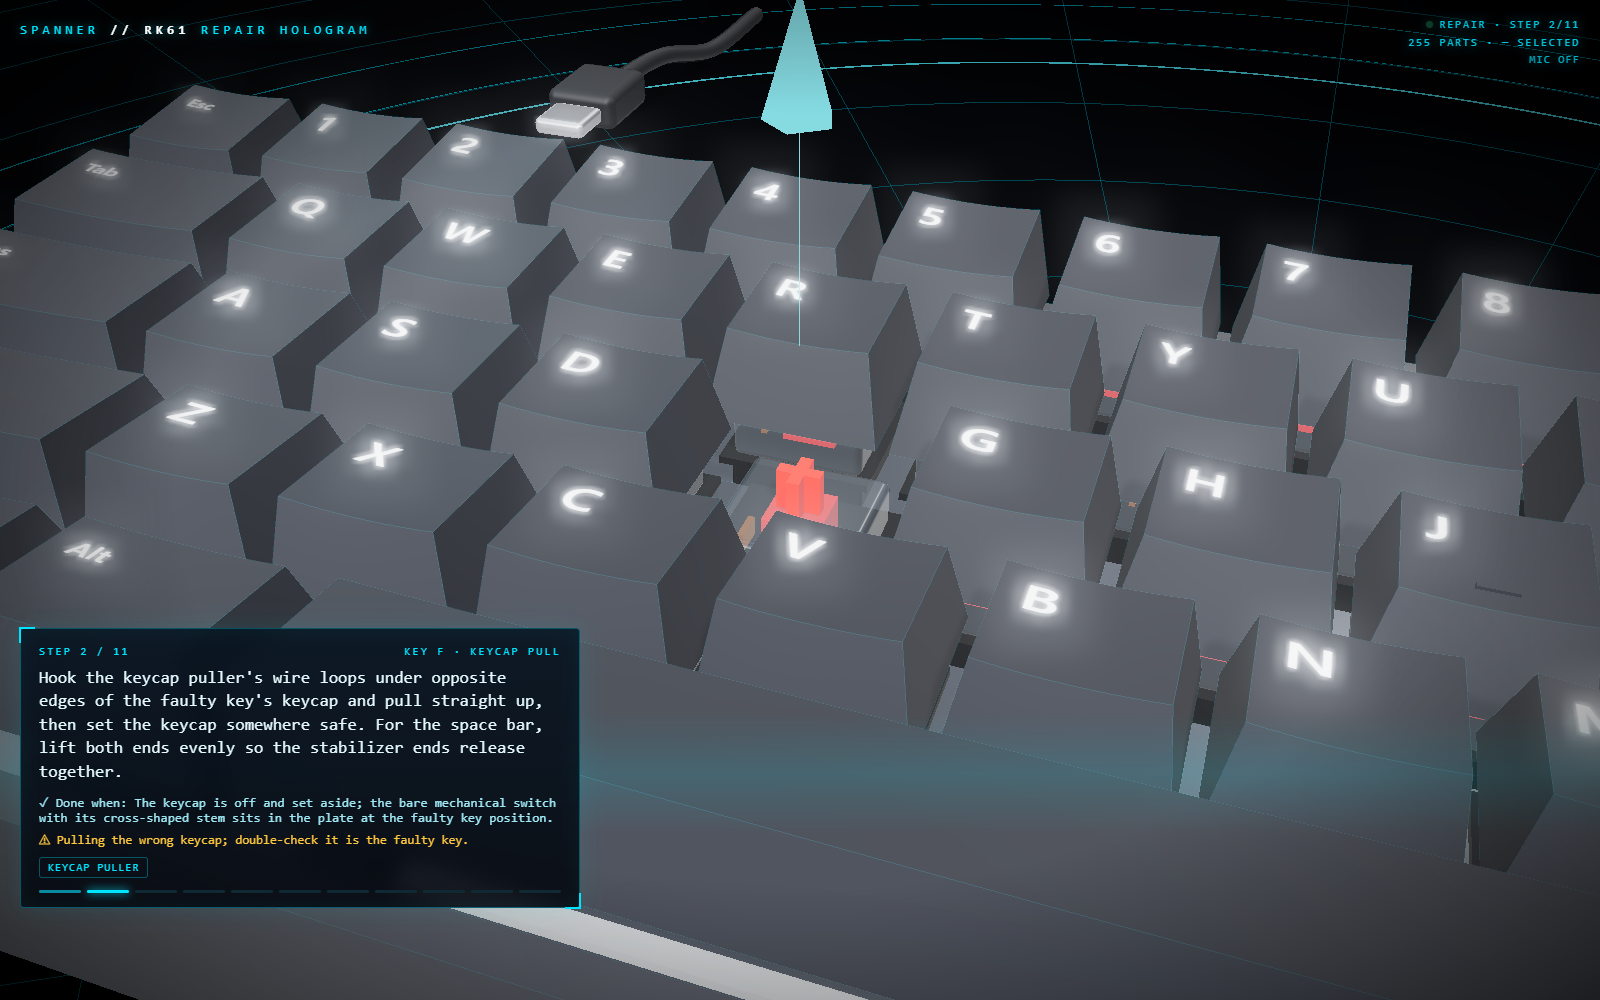 SPANNER // RK61 REPAIR HOLOGRAM
REPAIR · STEP 2/11
255 PARTS · — SELECTED
MIC OFF
Esc
1
2
3
4
5
6
7
8
Tab
Q
W
E
R
T
Y
U
s
A
S
D
G
H
J
Z
X
C
V
B
N
Alt
STEP 2 / 11
KEY F · KEYCAP PULL
Hook the keycap puller's wire loops under opposite
edges of the faulty key's keycap and pull straight up,
then set the keycap somewhere safe. For the space bar,
lift both ends evenly so the stabilizer ends release
together.
✓ Done when: The keycap is off and set aside; the bare mechanical switch
with its cross-shaped stem sits in the plate at the faulty key position.
⚠ Pulling the wrong keycap; double-check it is the faulty key.
KEYCAP PULLER